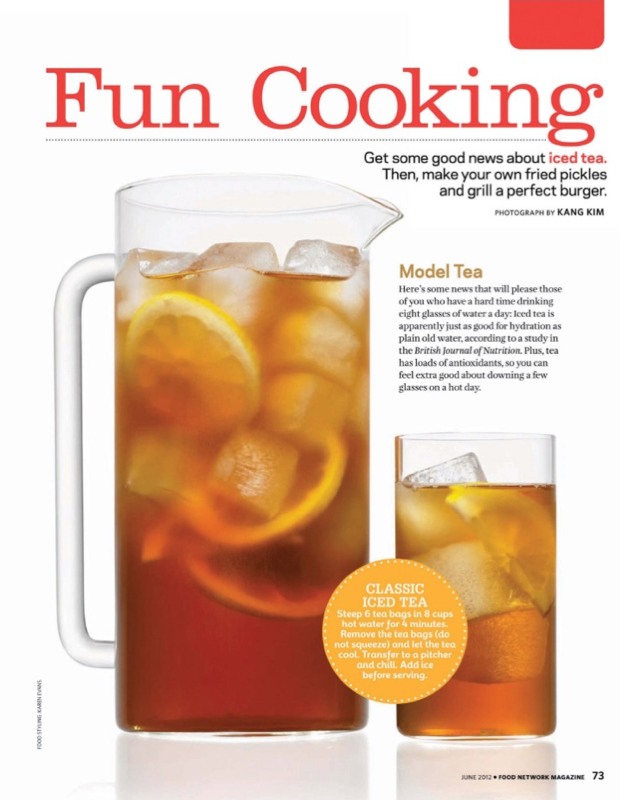 Fun Cooking
Get some good news about iced tea.
Then, make your own fried pickles
and grill a perfect burger.
PHOTOGRAPH BY KANG KIM
Model Tea
Here's some news that will please those
of you who have a hard time drinking
eight glasses of water a day: Iced tea is
apparently just as good for hydration as
plain old water, according to a study in
the British Journal of Nutrition. Plus, tea
has loads of antioxidants, so you can
feel extra good about downing a few
glasses on a hot day.
CLASSIC
ICED TEA
Steep 6 tea bags in 8 cups
hot water for 4 minutes.
Remove the tea bags (do
not squeeze) and let the tea
cool. Transfer to a pitcher
and chill. Add ice
before serving.
FOOD STYLING: KAREN EVANS.
JUNE 2012 • FOOD NETWORK MAGAZINE 73